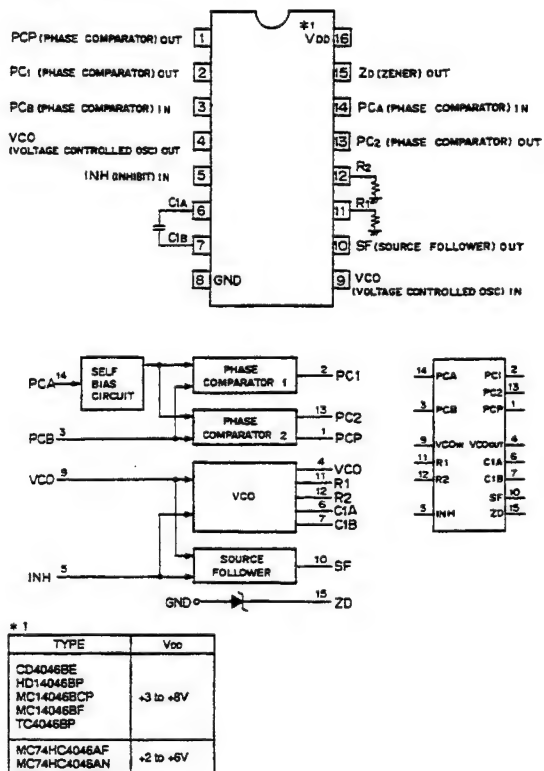 *1
PCP (PHASE COMPARATOR) OUT 1
VDD 16
PC1 (PHASE COMPARATOR) OUT 2
15 ZD (ZENER) OUT
PCB (PHASE COMPARATOR) IN 3
14 PCA (PHASE COMPARATOR) IN
VCO
(VOLTAGE CONTROLLED OSC) OUT 4
13 PC2 (PHASE COMPARATOR) OUT
INH (INHIBIT) IN 5
12 R2
C1A 6
11 R1
C1B 7
10 SF (SOURCE FOLLOWER) OUT
8 GND
9 VCO
(VOLTAGE CONTROLLED OSC) IN
PCA 14
SELF
BIAS
CIRCUIT
PHASE
COMPARATOR 1
2 PC1
PCB 3
PHASE
COMPARATOR 2
13 PC2
1 PCP
VCO 9
VCO
4 VCO
11 R1
12 R2
6 C1A
7 C1B
INH 5
SOURCE
FOLLOWER
10 SF
GND
15 ZD
14 PCA PC1 2
PC2 13
3 PCB PCP 1
9 VCOIN VCOOUT 4
11 R1 C1A 6
12 R2 C1B 7
SF 10
5 INH ZD 15
*1
TYPE VDD
CD4046BE
HD14046BP
MC14046BCP +3 to +8V
MC14046BF
TC4046BP
MC74HC4046AF +2 to +6V
MC74HC4046AN